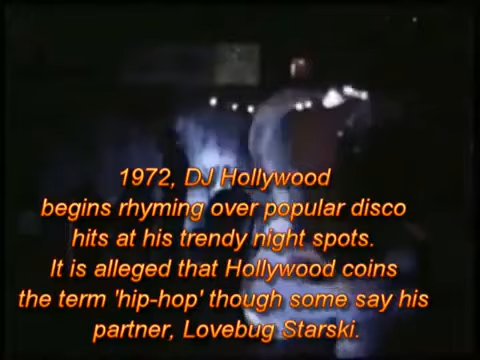 1972, DJ Hollywood
begins rhyming over popular disco
hits at his trendy night spots.
It is alleged that Hollywood coins
the term 'hip-hop' though some say his
partner, Lovebug Starski.